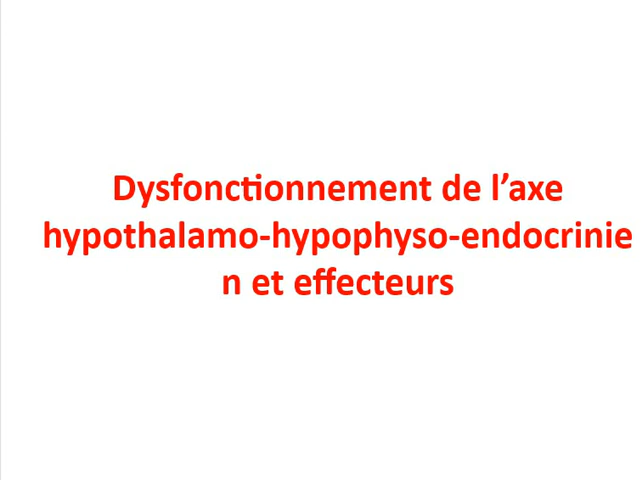 Dysfonctionnement de l’axe
hypothalamo-hypophyso-endocrinie
n et effecteurs